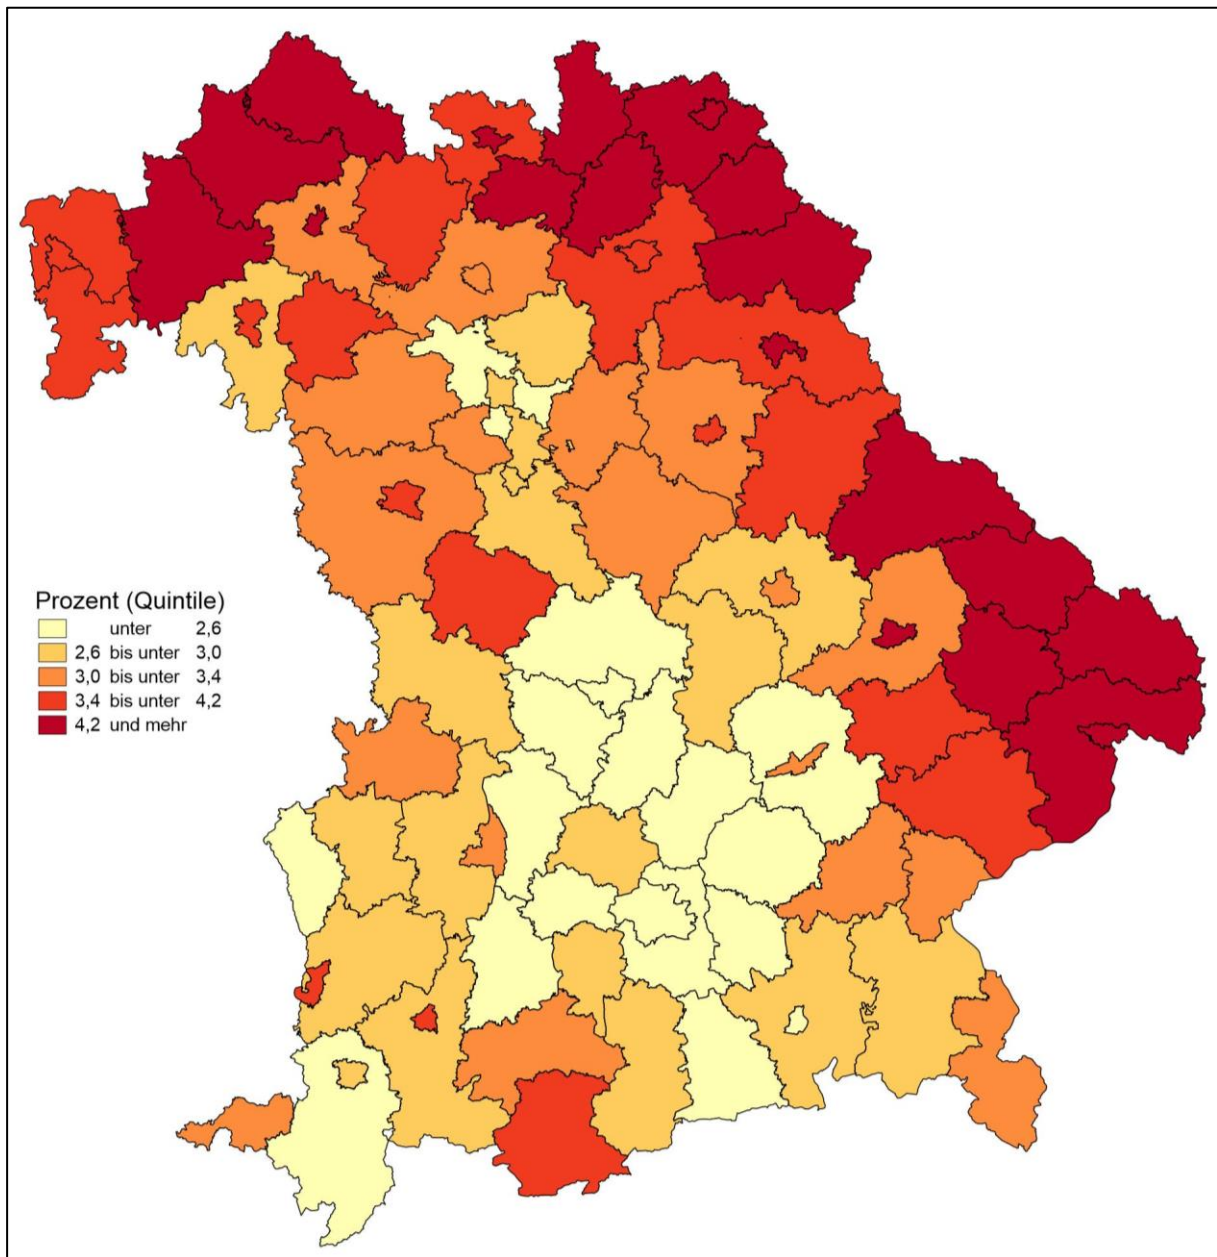 Prozent (Quintile)
unter 2,6
2,6 bis unter 3,0
3,0 bis unter 3,4
3,4 bis unter 4,2
4,2 und mehr